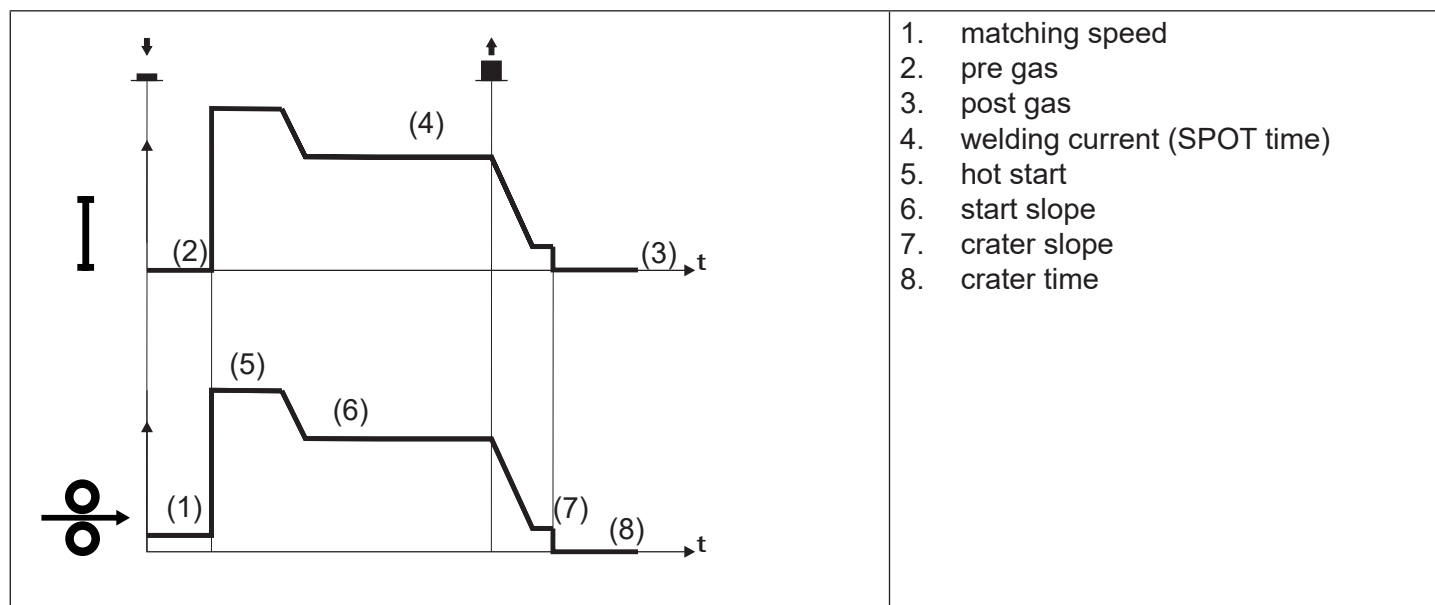 (4)
(2)
(3)
t
(5)
(6)
(1)
(7)
(8)
t
1. matching speed
2. pre gas
3. post gas
4. welding current (SPOT time)
5. hot start
6. start slope
7. crater slope
8. crater time